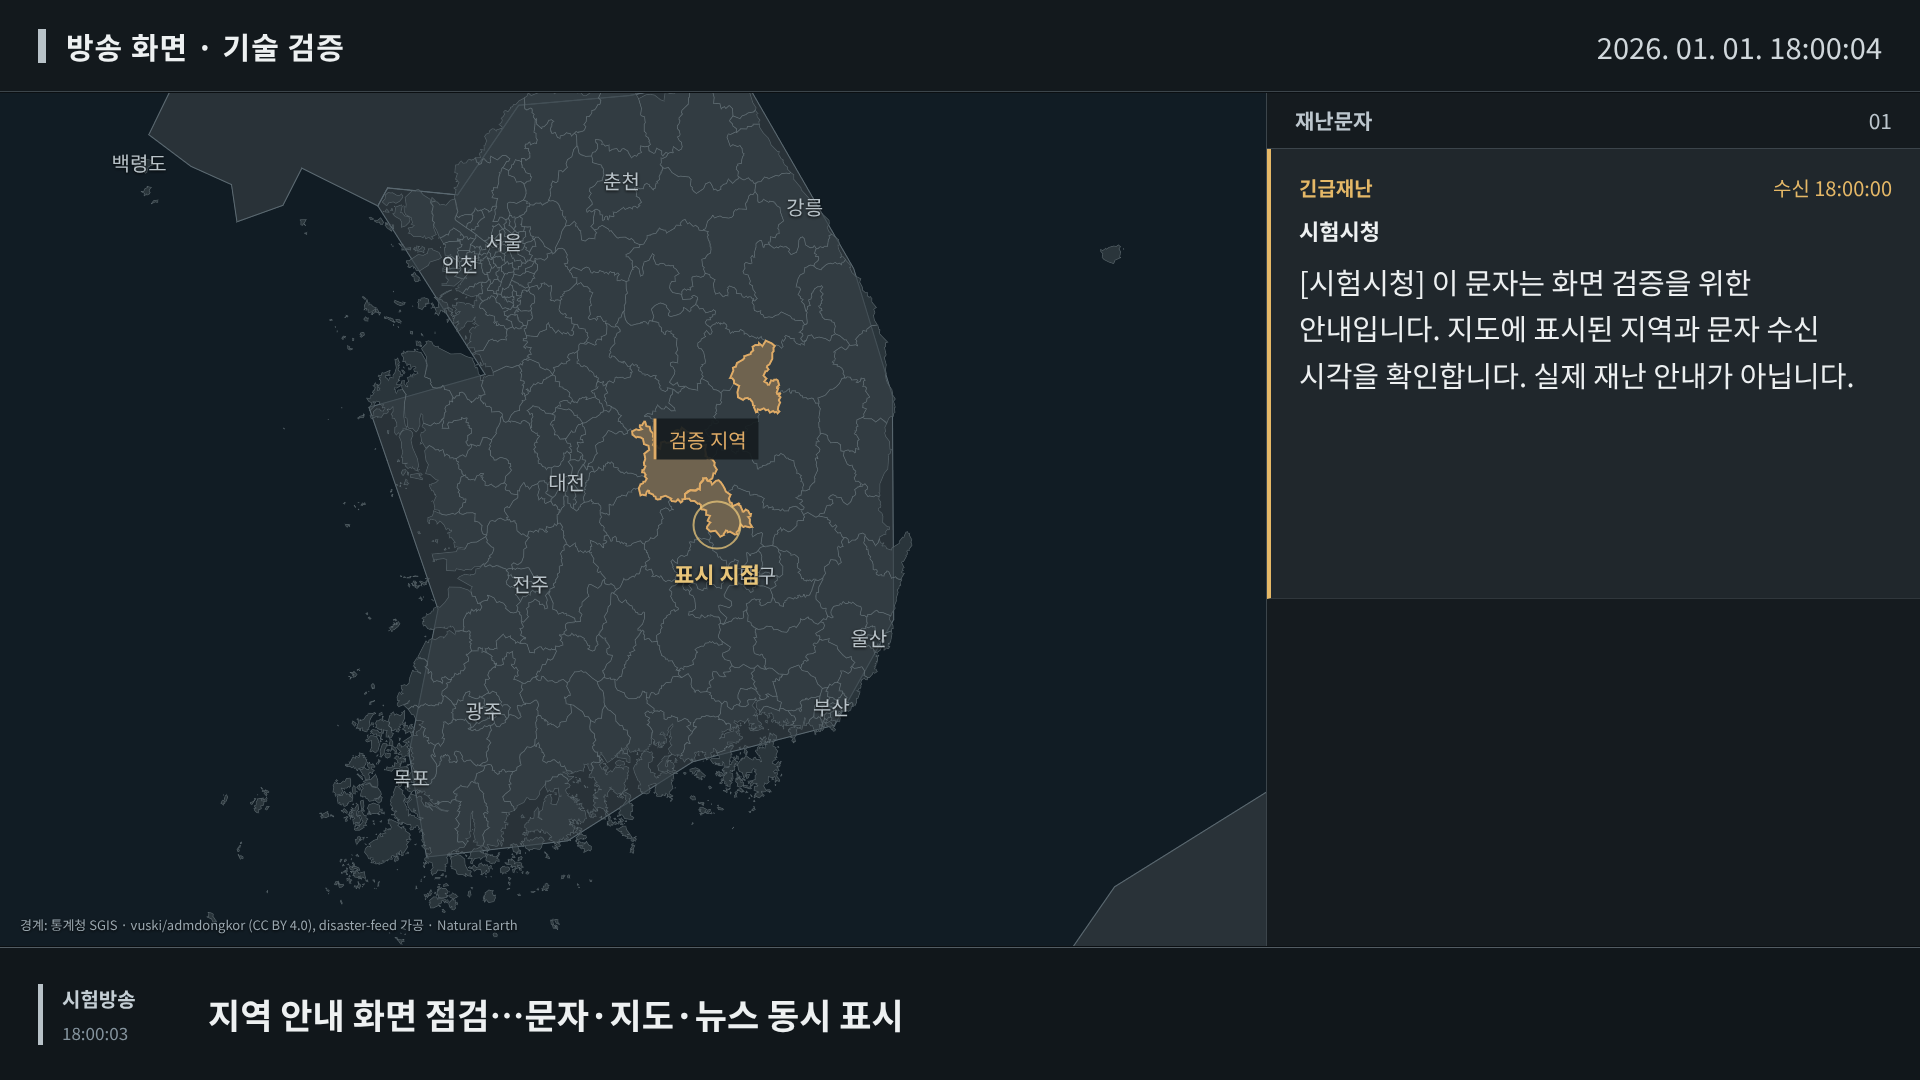 방송 화면 · 기술 검증
2026. 01. 01. 18:00:04
백령도
춘천
강릉
서울
인천
검증 지역
대전
표시 지점
구
전주
울산
부산
광주
목포
경계: 통계청 SGIS · vuski/admdongkor (CC BY 4.0), disaster-feed 가공 · Natural Earth
재난문자
01
긴급재난
수신 18:00:00
시험시청
[시험시청] 이 문자는 화면 검증을 위한
안내입니다. 지도에 표시된 지역과 문자 수신
시각을 확인합니다. 실제 재난 안내가 아닙니다.
시험방송
18:00:03
지역 안내 화면 점검…문자·지도·뉴스 동시 표시